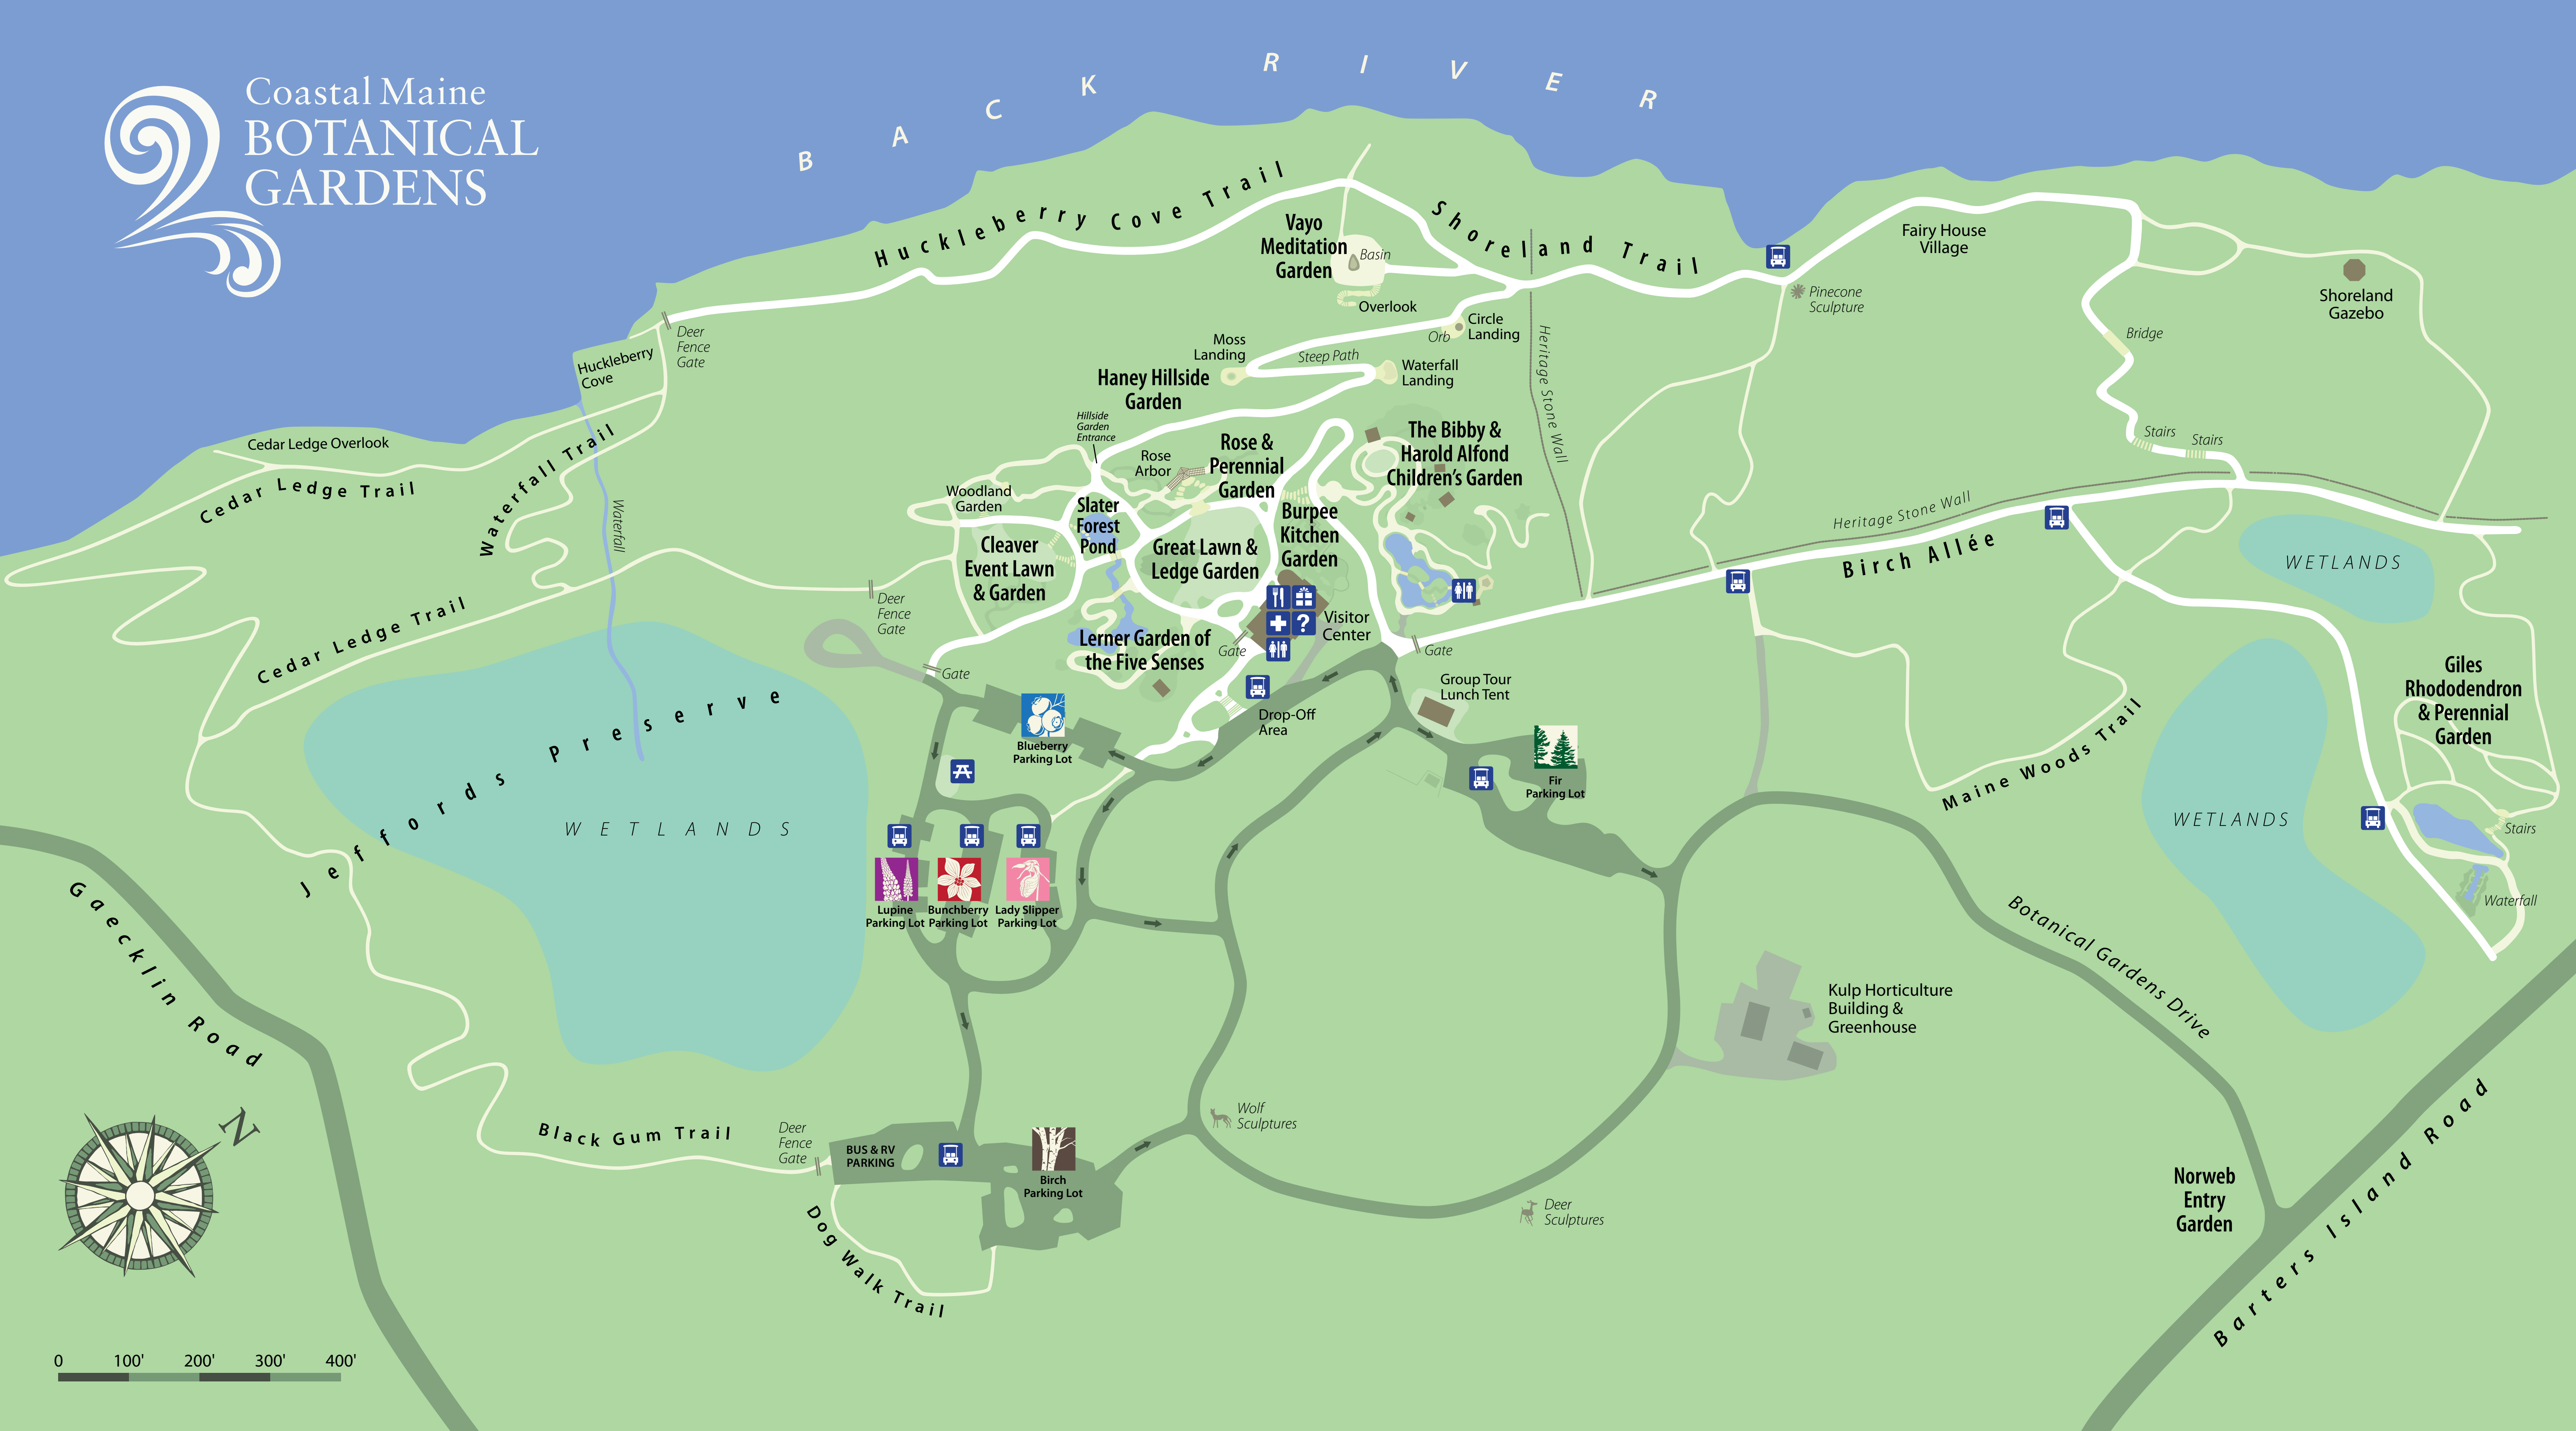 Coastal Maine
BOTANICAL
GARDENS
BACK RIVER
Huckleberry Cove Trail
Shoreland Trail
Vayo
Meditation
Garden
Basin
Overlook
Fairy House
Village
Pinecone
Sculpture
Shoreland
Gazebo
Bridge
Stairs
Stairs
Deer
Fence
Gate
Huckleberry
Cove
Circle
Landing
Orb
Moss
Landing
Steep Path
Waterfall
Landing
Haney Hillside
Garden
Hillside
Garden
Entrance
Heritage Stone Wall
Cedar Ledge Overlook
Cedar Ledge Trail
Waterfall Trail
Waterfall
Rose
Arbor
Rose &
Perennial
Garden
The Bibby &
Harold Alfond
Children's Garden
Woodland
Garden
Slater
Forest
Pond
Burpee
Kitchen
Garden
Cleaver
Event Lawn
& Garden
Great Lawn &
Ledge Garden
Heritage Stone Wall
Birch Allée
WETLANDS
Deer
Fence
Gate
Cedar Ledge Trail
Lerner Garden of
the Five Senses
Gate
?
Visitor
Center
Gate
Gate
Group Tour
Lunch Tent
Drop-Off
Area
Blueberry
Parking Lot
Fir
Parking Lot
Maine Woods Trail
Giles
Rhododendron
& Perennial
Garden
WETLANDS
Stairs
Waterfall
Jeffords Preserve
WETLANDS
Lupine
Parking Lot
Bunchberry
Parking Lot
Lady Slipper
Parking Lot
Gaecklin Road
Botanical Gardens Drive
Kulp Horticulture
Building &
Greenhouse
N
Black Gum Trail
Deer
Fence
Gate
BUS & RV
PARKING
Birch
Parking Lot
Wolf
Sculptures
Deer
Sculptures
Dog Walk Trail
Norweb
Entry
Garden
Barters Island Road
0 100' 200' 300' 400'